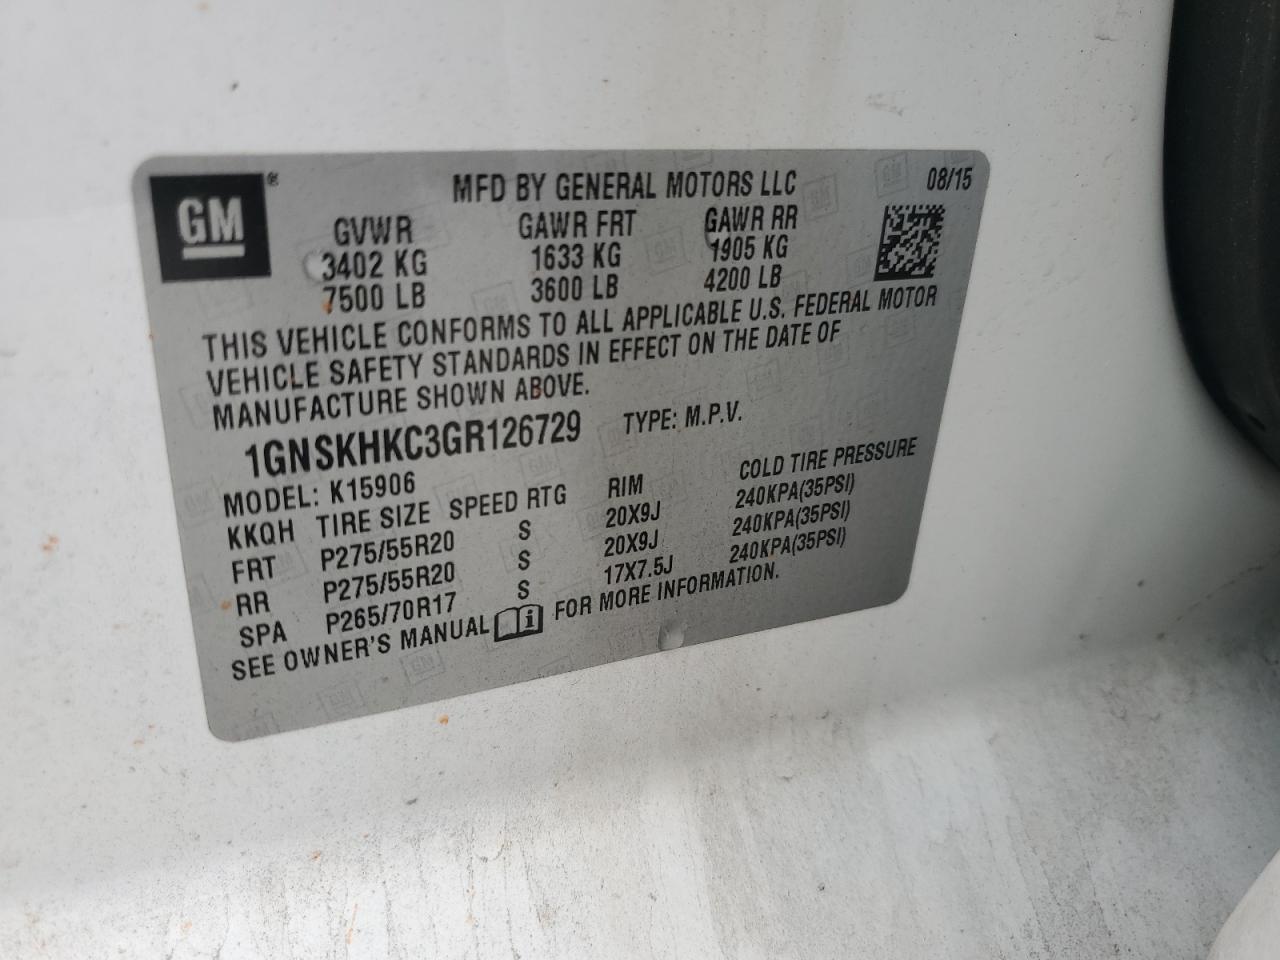 GM ® MFD BY GENERAL MOTORS LLC 08/15
GVWR GAWR FRT GAWR RR
3402 KG 1633 KG 1905 KG
7500 LB 3600 LB 4200 LB
THIS VEHICLE CONFORMS TO ALL APPLICABLE U.S. FEDERAL MOTOR
VEHICLE SAFETY STANDARDS IN EFFECT ON THE DATE OF
MANUFACTURE SHOWN ABOVE.
1GNSKHKC3GR126729 TYPE: M.P.V.
MODEL: K15906
KKQH TIRE SIZE SPEED RTG RIM COLD TIRE PRESSURE
FRT P275/55R20 S 20X9J 240KPA(35PSI)
RR P275/55R20 S 20X9J 240KPA(35PSI)
SPA P265/70R17 S 17X7.5J 240KPA(35PSI)
SEE OWNER'S MANUAL i FOR MORE INFORMATION.